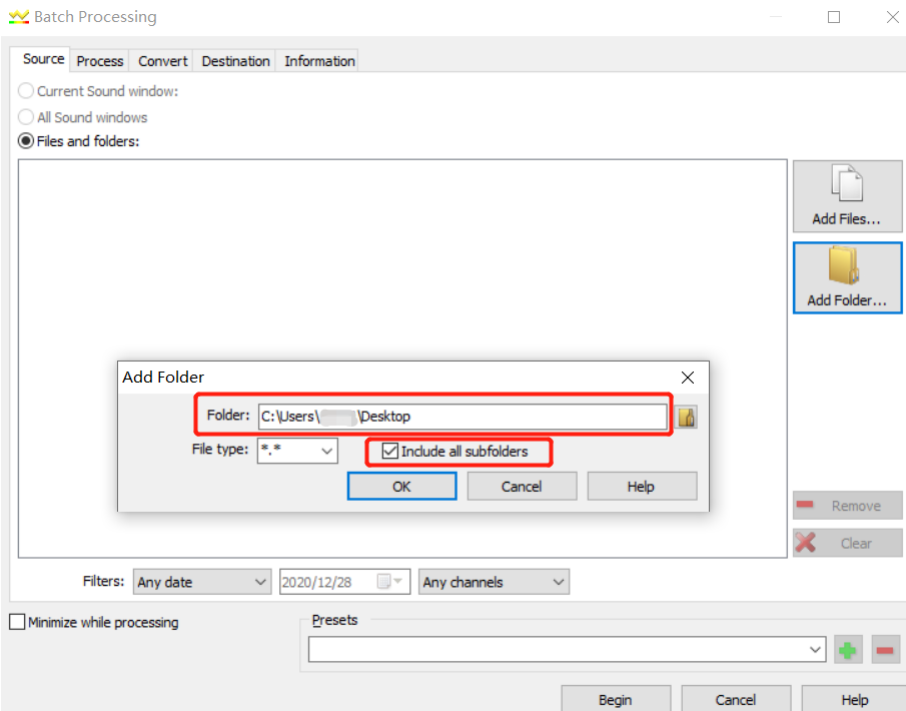 Batch Processing
Source Process Convert Destination Information
Current Sound window:
All Sound windows
Files and folders:
Add Files...
Add Folder...
Add Folder
Folder: C:\Users\ \Desktop
File type: *.* Include all subfolders
OK Cancel Help
Remove
Clear
Filters: Any date 2020/12/28 Any channels
Minimize while processing
Presets
Begin Cancel Help